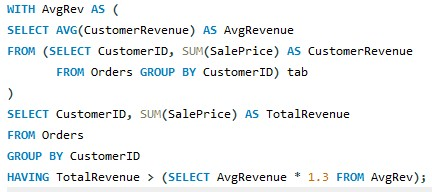 WITH AvgRev AS (
SELECT AVG(CustomerRevenue) AS AvgRevenue
FROM (SELECT CustomerID, SUM(SalePrice) AS CustomerRevenue
FROM Orders GROUP BY CustomerID) tab
)
SELECT CustomerID, SUM(SalePrice) AS TotalRevenue
FROM Orders
GROUP BY CustomerID
HAVING TotalRevenue > (SELECT AvgRevenue * 1.3 FROM AvgRev);